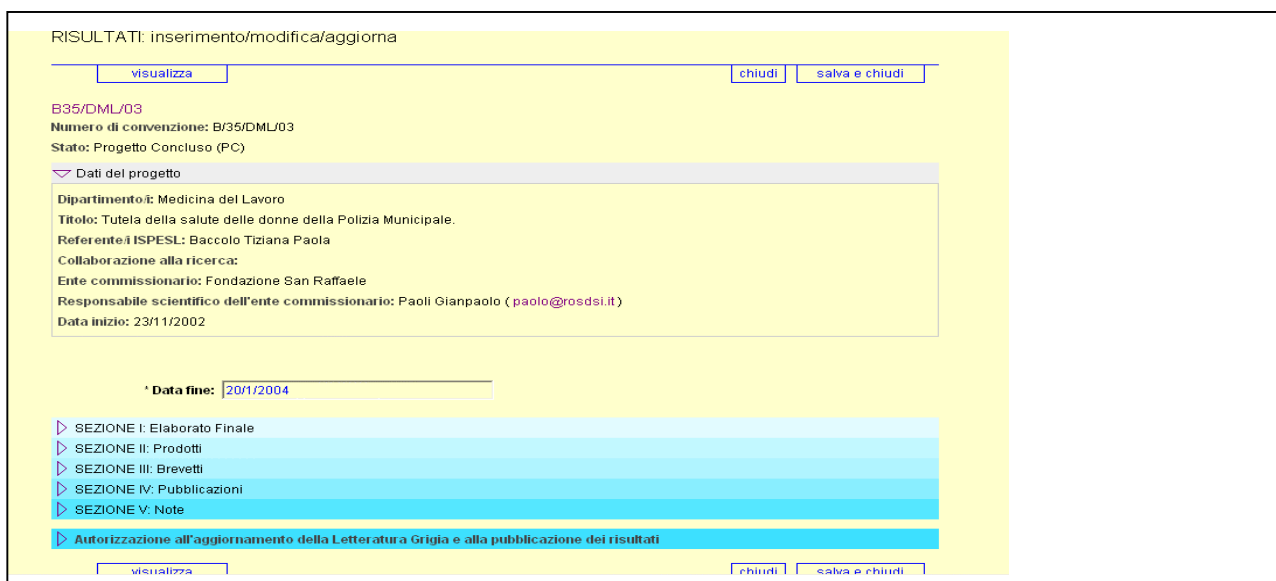 RISULTATI: inserimento/modifica/aggiorna
visualizza chiudi salva e chiudi
B35/DML/03
Numero di convenzione: B/35/DML/03
Stato: Progetto Concluso (PC)
Dati del progetto
Dipartimento/i: Medicina del Lavoro
Titolo: Tutela della salute delle donne della Polizia Municipale.
Referente/i ISPESL: Baccolo Tiziana Paola
Collaborazione alla ricerca:
Ente commissionario: Fondazione San Raffaele
Responsabile scientifico dell'ente commissionario: Paoli Gianpaolo ( paolo@rosdsi.it )
Data inizio: 23/11/2002
* Data fine: 20/1/2004
SEZIONE I: Elaborato Finale
SEZIONE II: Prodotti
SEZIONE III: Brevetti
SEZIONE IV: Pubblicazioni
SEZIONE V: Note
Autorizzazione all'aggiornamento della Letteratura Grigia e alla pubblicazione dei risultati
visualizza chiudi salva e chiudi